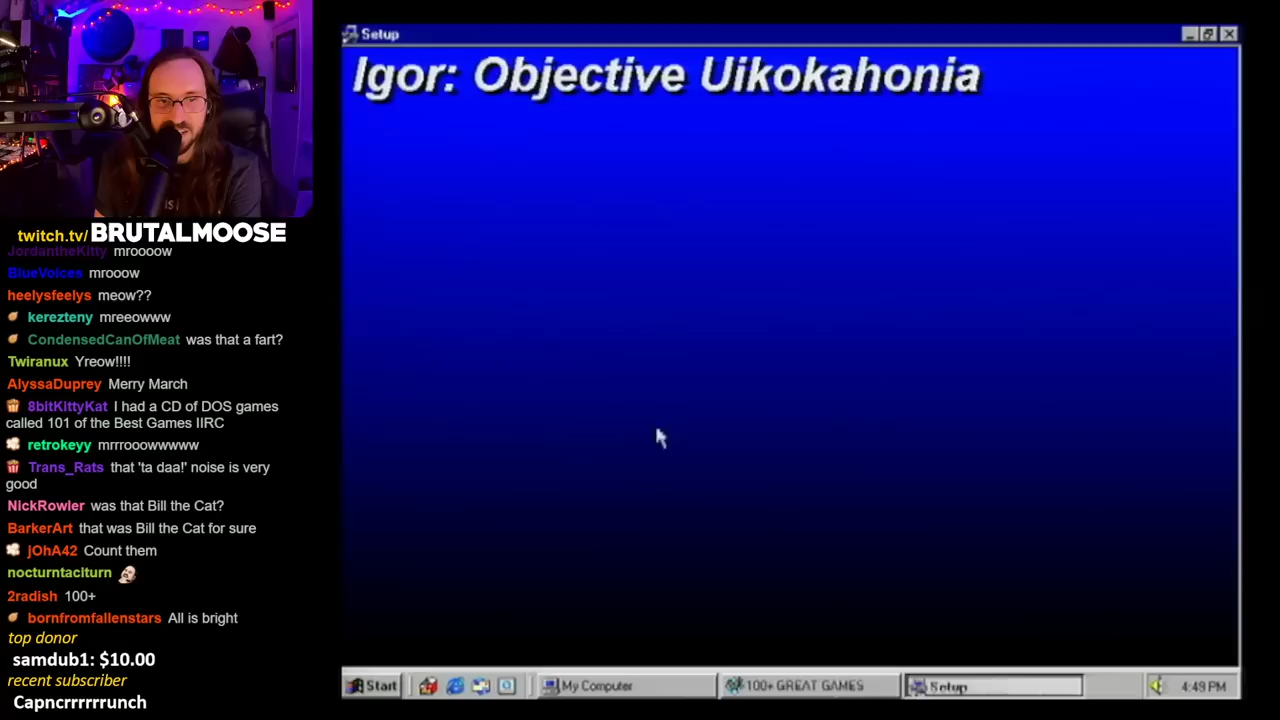 Setup
Igor: Objective Uikokahonia
twitch.tv/BRUTALMOOSE
JordantheKitty mroooow
BlueVoices mrooow
heelysfeelys meow??
kerezteny mreeowww
CondensedCanOfMeat was that a fart?
Twiranux Yreow!!!!
AlyssaDuprey Merry March
8bitKittyKat I had a CD of DOS games
called 101 of the Best Games IIRC
retrokeyy mrrrooowwwww
Trans_Rats that 'ta daa!' noise is very
good
NickRowler was that Bill the Cat?
BarkerArt that was Bill the Cat for sure
jOhA42 Count them
nocturntaciturn
2radish 100+
bornfromfallenstars All is bright
top donor
samdub1: $10.00
recent subscriber
Capncrrrrrrunch
Start
My Computer
100+ GREAT GAMES
Setup
4:49 PM